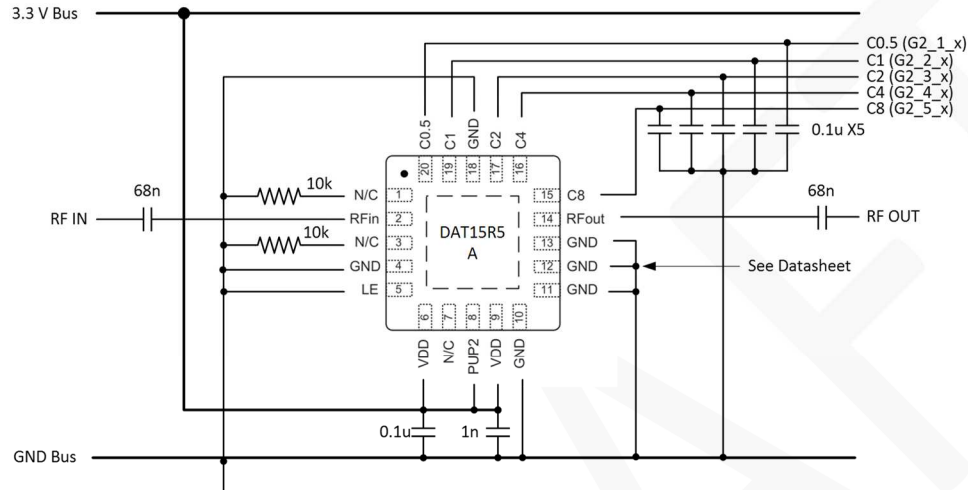 3.3 V Bus
C0.5 (G2_1_x)
C1 (G2_2_x)
C2 (G2_3_x)
C4 (G2_4_x)
C8 (G2_5_x)
0.1u X5
C0.5
C1
GND
C2
C4
20
19
18
17
16
68n
RF IN
10k
10k
N/C
RFin
N/C
GND
LE
1
2
3
4
5
DAT15R5
A
15
14
13
12
11
C8
RFout
GND
GND
GND
68n
RF OUT
See Datasheet
6
7
8
9
10
VDD
N/C
PUP2
VDD
GND
0.1u
1n
GND Bus